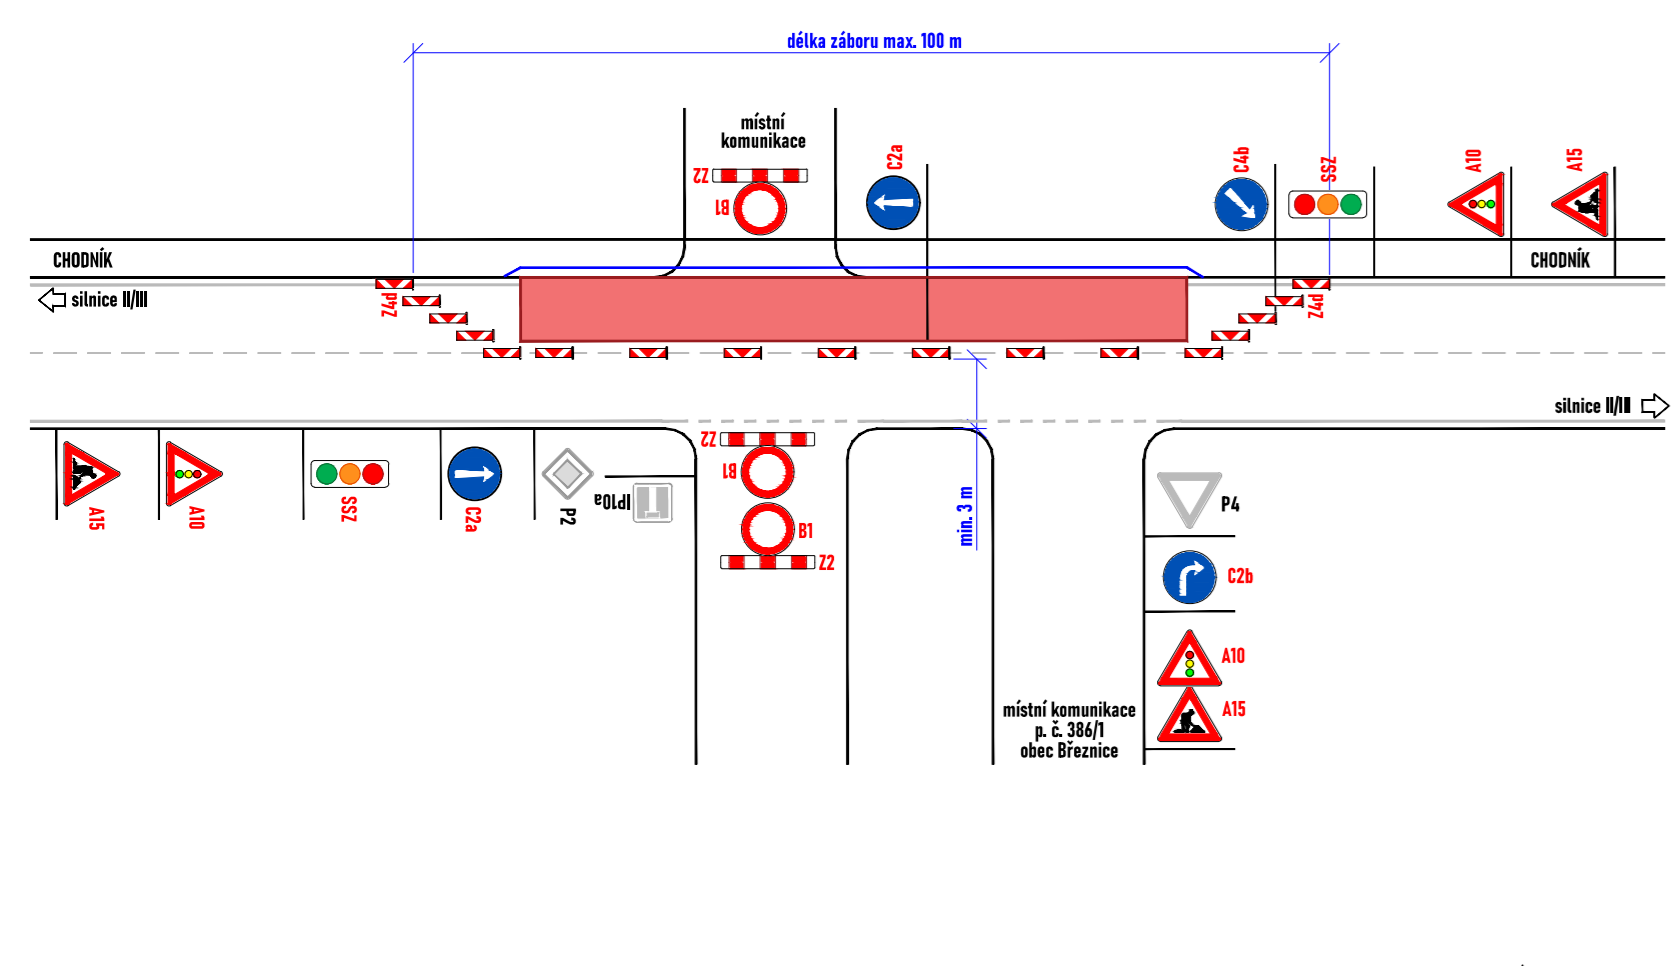 délka záboru max. 100 m
místní
komunikace
Z2
B1
C2a
C4b
SSZ
A10
A15
CHODNÍK
CHODNÍK
silnice II/III
Z4d
Z4d
silnice II/III
A15
A10
SSZ
C2a
P2
IP10a
Z2
B1
B1
Z2
min. 3 m
P4
C2b
A10
A15
místní komunikace
p. č. 386/1
obec Březnice